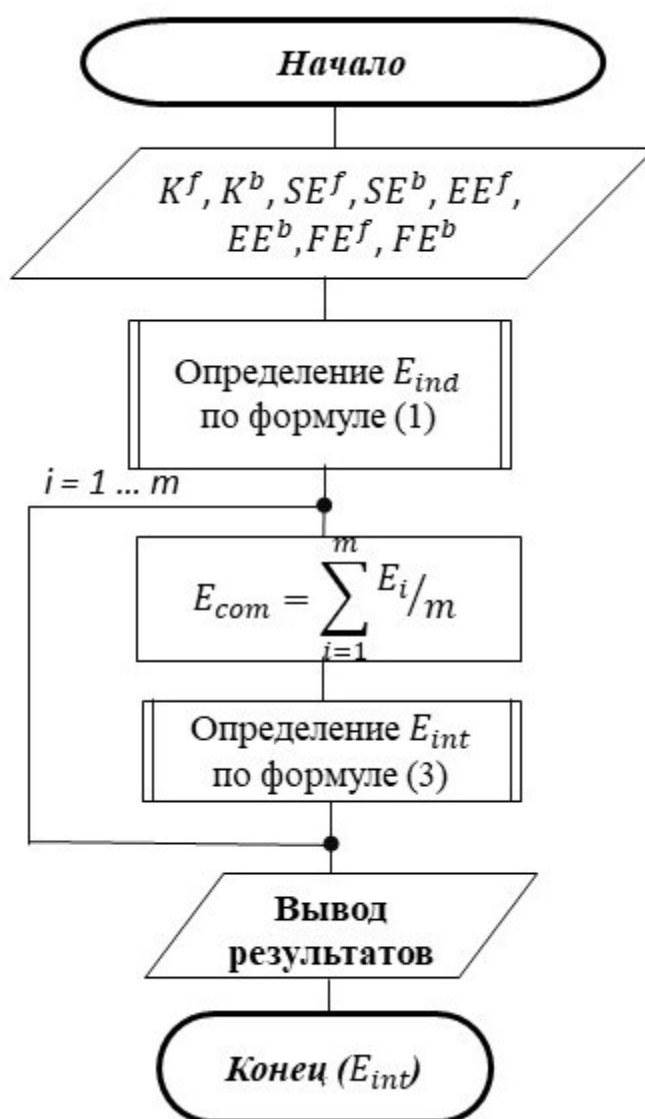 Начало
K^f, K^b, SE^f, SE^b, EE^f,
EE^b, FE^f, FE^b
Определение E_ind
по формуле (1)
i = 1 ... m
E_com = ∑_{i=1}^{m} E_i/m
Определение E_int
по формуле (3)
Вывод
результатов
Конец (E_int)